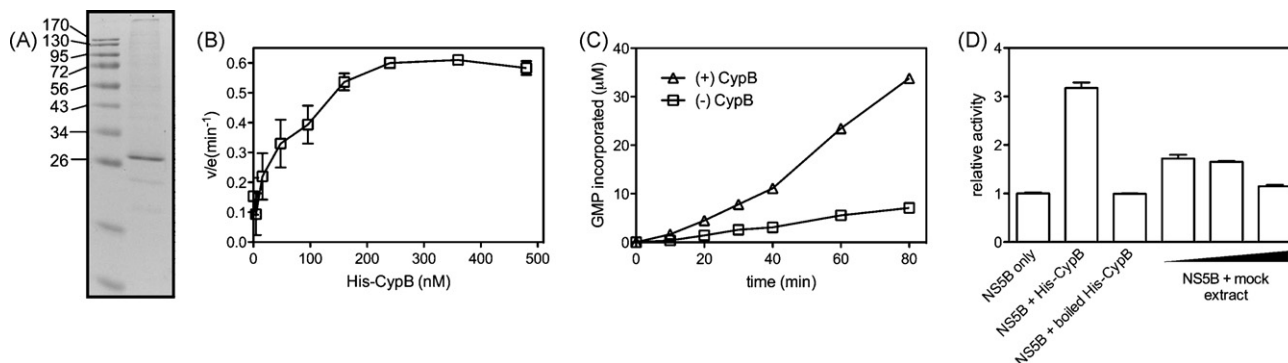 (A)
170
130
95
72
56
43
34
26
(B)
v/e(min⁻¹)
0.6
0.5
0.4
0.3
0.2
0.1
0.0
0 100 200 300 400 500
His-CypB (nM)
(C)
GMP incorporated (µM)
40
30
20
10
0
(+) CypB
(-) CypB
0 20 40 60 80
time (min)
(D)
relative activity
4
3
2
1
0
NS5B only
NS5B + His-CypB
NS5B + boiled His-CypB
NS5B + mock
extract